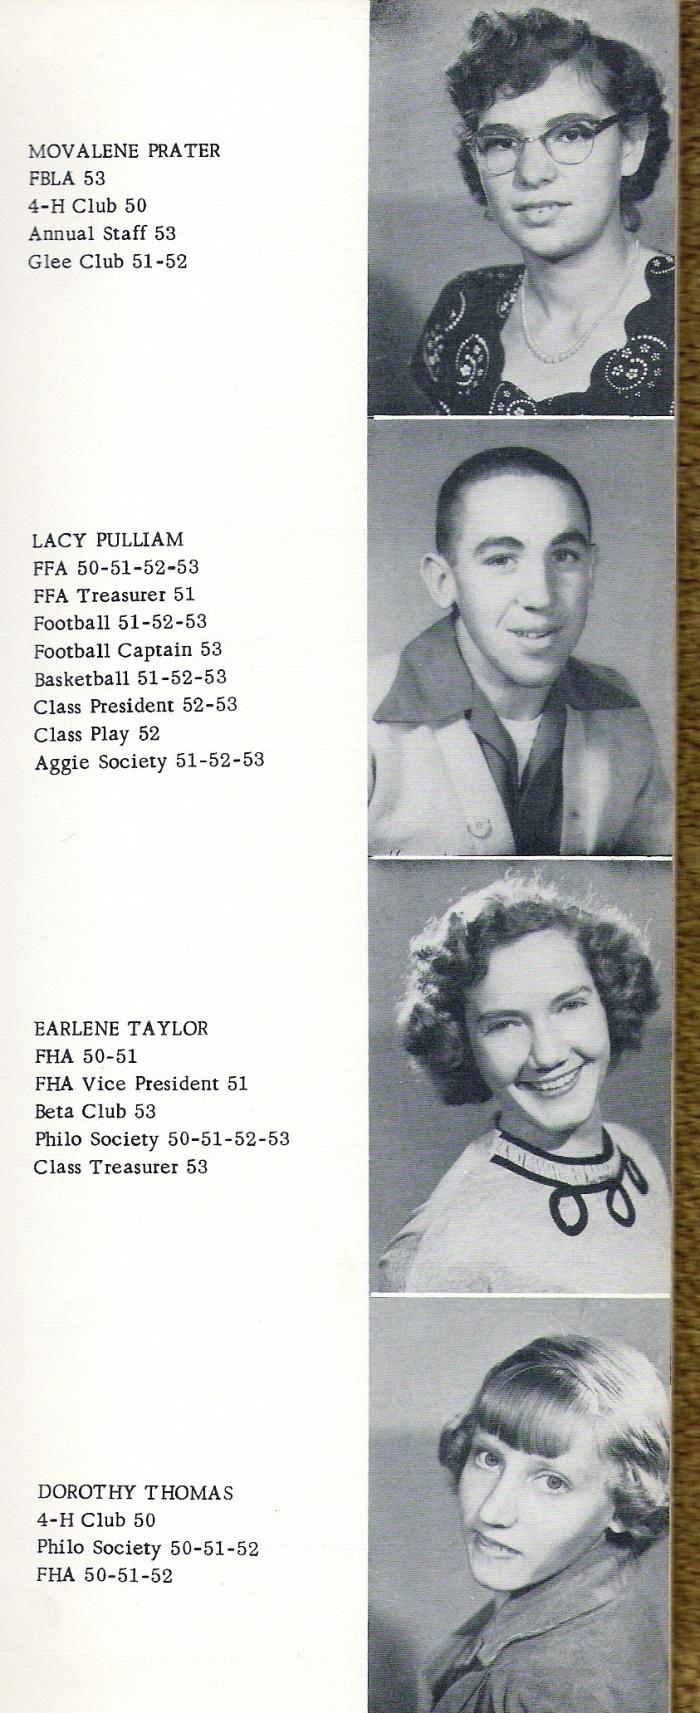 MOVALENE PRATER
FBLA 53
4-H Club 50
Annual Staff 53
Glee Club 51-52
LACY PULLIAM
FFA 50-51-52-53
FFA Treasurer 51
Football 51-52-53
Football Captain 53
Basketball 51-52-53
Class President 52-53
Class Play 52
Aggie Society 51-52-53
EARLENE TAYLOR
FHA 50-51
FHA Vice President 51
Beta Club 53
Philo Society 50-51-52-53
Class Treasurer 53
DOROTHY THOMAS
4-H Club 50
Philo Society 50-51-52
FHA 50-51-52